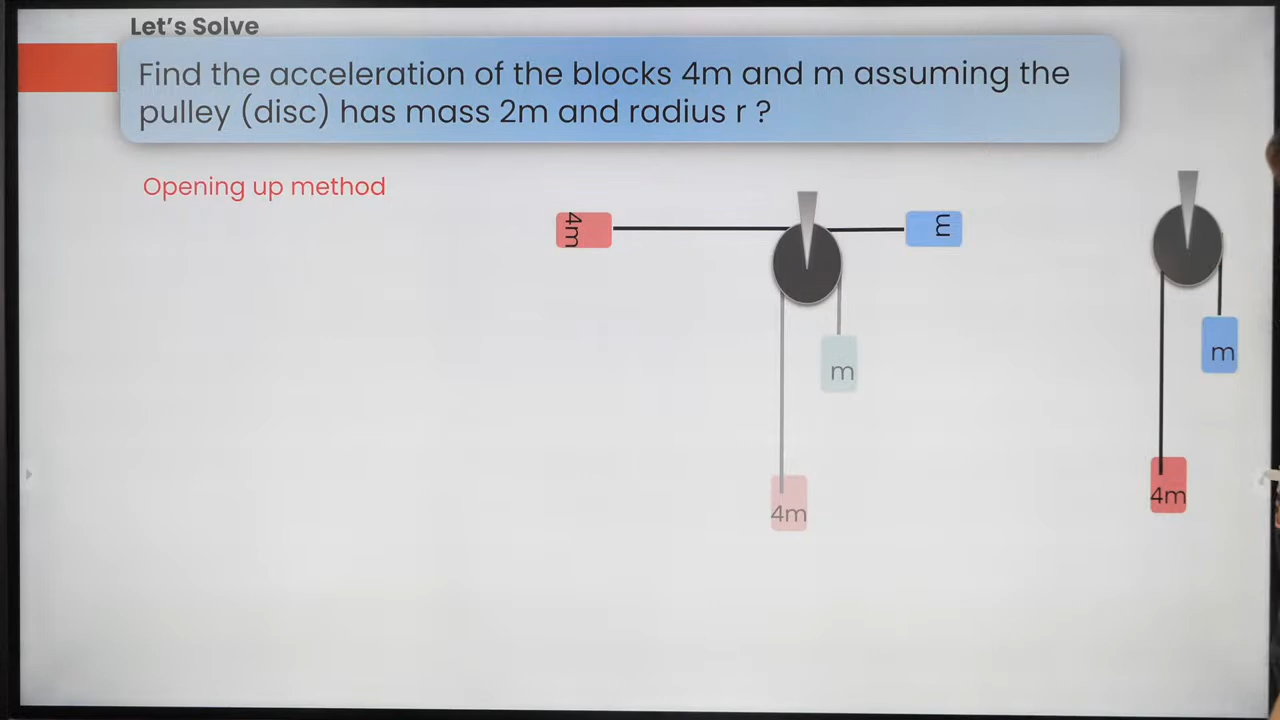 Let's Solve
Find the acceleration of the blocks 4m and m assuming the
pulley (disc) has mass 2m and radius r ?
Opening up method
4m
m
m
4m
m
4m